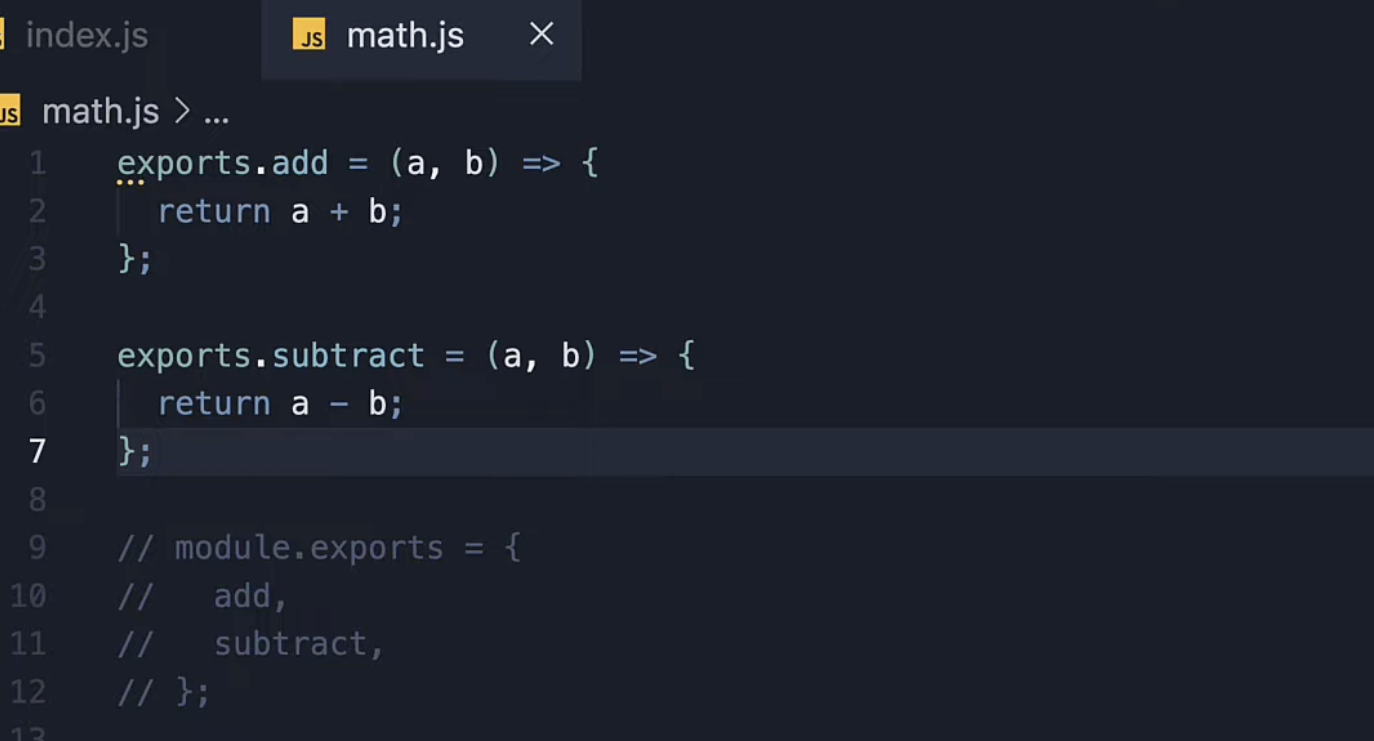 index.js
JS math.js
JS math.js > ...
1 exports.add = (a, b) => {
2   return a + b;
3 };
4
5 exports.subtract = (a, b) => {
6   return a - b;
7 };
8
9 // module.exports = {
10 //   add,
11 //   subtract,
12 // };
13